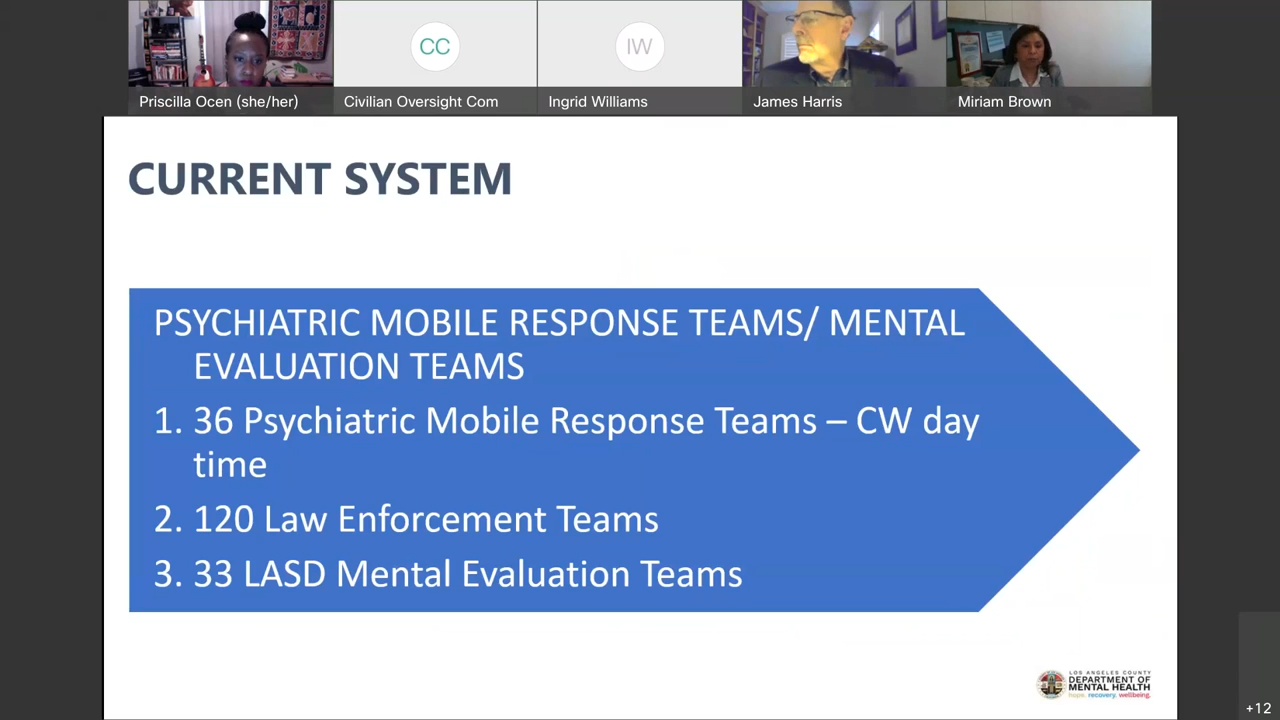 CC
IW
Priscilla Ocen (she/her)
Civilian Oversight Com
Ingrid Williams
James Harris
Miriam Brown
CURRENT SYSTEM
PSYCHIATRIC MOBILE RESPONSE TEAMS/ MENTAL
EVALUATION TEAMS
1. 36 Psychiatric Mobile Response Teams – CW day
time
2. 120 Law Enforcement Teams
3. 33 LASD Mental Evaluation Teams
LOS ANGELES COUNTY
DEPARTMENT OF
MENTAL HEALTH
hope. recovery. wellbeing.
+12